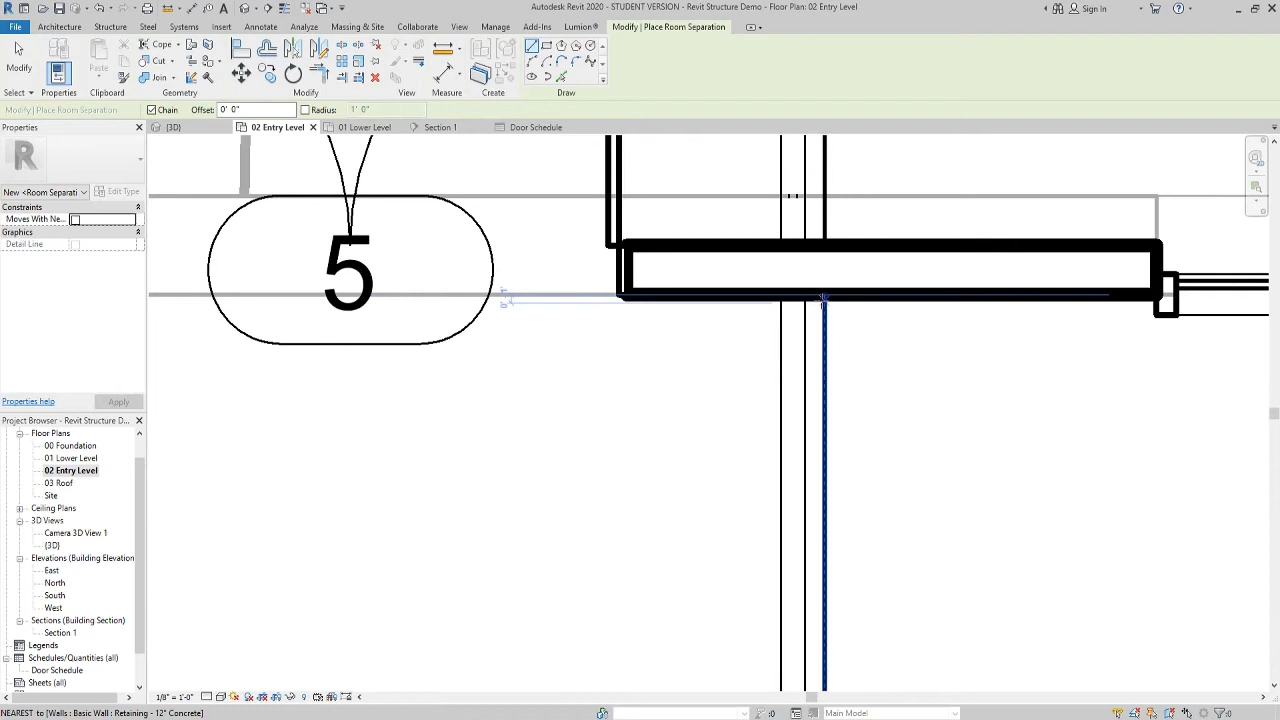 Autodesk Revit 2020 - STUDENT VERSION - Revit Structure Demo - Floor Plan: 02 Entry Level
Sign In
File Architecture Structure Steel Systems Insert Annotate Analyze Massing & Site Collaborate View Manage Add-Ins Lumion® Modify | Place Room Separation
Modify Paste Cope Cut Join
Select Properties Clipboard Geometry Modify View Measure Create Draw
Modify | Place Room Separation Chain Offset: 0' 0" Radius: 1' 0"
Properties {3D} 02 Entry Level 01 Lower Level Section 1 Door Schedule
R
New <Room Separati Edit Type
Constraints
Moves With Ne...
Graphics
Detail Line
5
Properties help Apply
Project Browser - Revit Structure D...
Floor Plans
00 Foundation
01 Lower Level
02 Entry Level
03 Roof
Site
Ceiling Plans
3D Views
Camera 3D View 1
{3D}
Elevations (Building Elevation
East
North
South
West
Sections (Building Section)
Section 1
Legends
Schedules/Quantities (all)
Door Schedule
Sheets (all)
1/8" = 1'-0"
NEAREST to [Walls : Basic Wall : Retaining - 12" Concrete]
:0
Main Model
:0